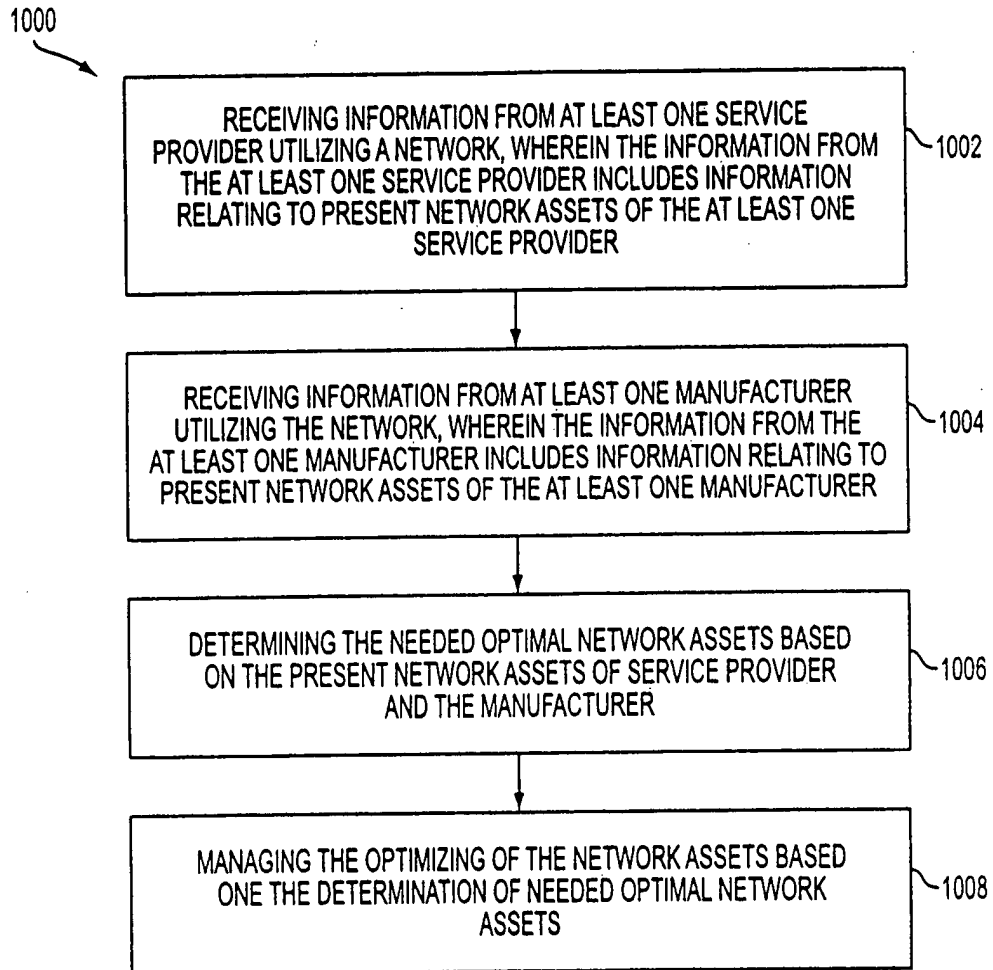 1000
RECEIVING INFORMATION FROM AT LEAST ONE SERVICE
PROVIDER UTILIZING A NETWORK, WHEREIN THE INFORMATION FROM
THE AT LEAST ONE SERVICE PROVIDER INCLUDES INFORMATION
RELATING TO PRESENT NETWORK ASSETS OF THE AT LEAST ONE
SERVICE PROVIDER
1002
RECEIVING INFORMATION FROM AT LEAST ONE MANUFACTURER
UTILIZING THE NETWORK, WHEREIN THE INFORMATION FROM THE
AT LEAST ONE MANUFACTURER INCLUDES INFORMATION RELATING TO
PRESENT NETWORK ASSETS OF THE AT LEAST ONE MANUFACTURER
1004
DETERMINING THE NEEDED OPTIMAL NETWORK ASSETS BASED
ON THE PRESENT NETWORK ASSETS OF SERVICE PROVIDER
AND THE MANUFACTURER
1006
MANAGING THE OPTIMIZING OF THE NETWORK ASSETS BASED
ONE THE DETERMINATION OF NEEDED OPTIMAL NETWORK
ASSETS
1008